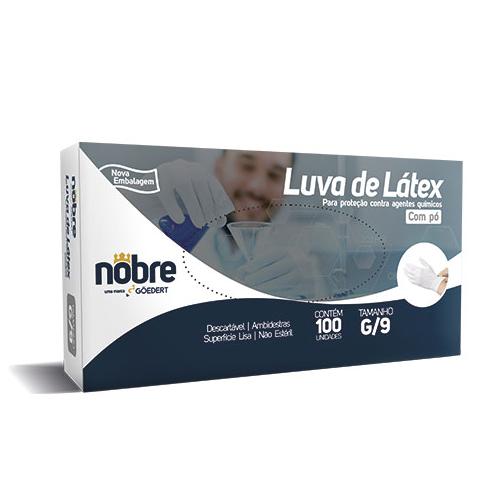 Nova
Embalagem
Luva de Látex
Para proteção contra agentes químicos
Com pó
nobre
uma marca GÖEDERT
Descartável | Ambidestras
Superfície Lisa | Não Estéril
CONTÉM
100
UNIDADES
TAMANHO
G/9
nobre
Luva de Látex
G/9